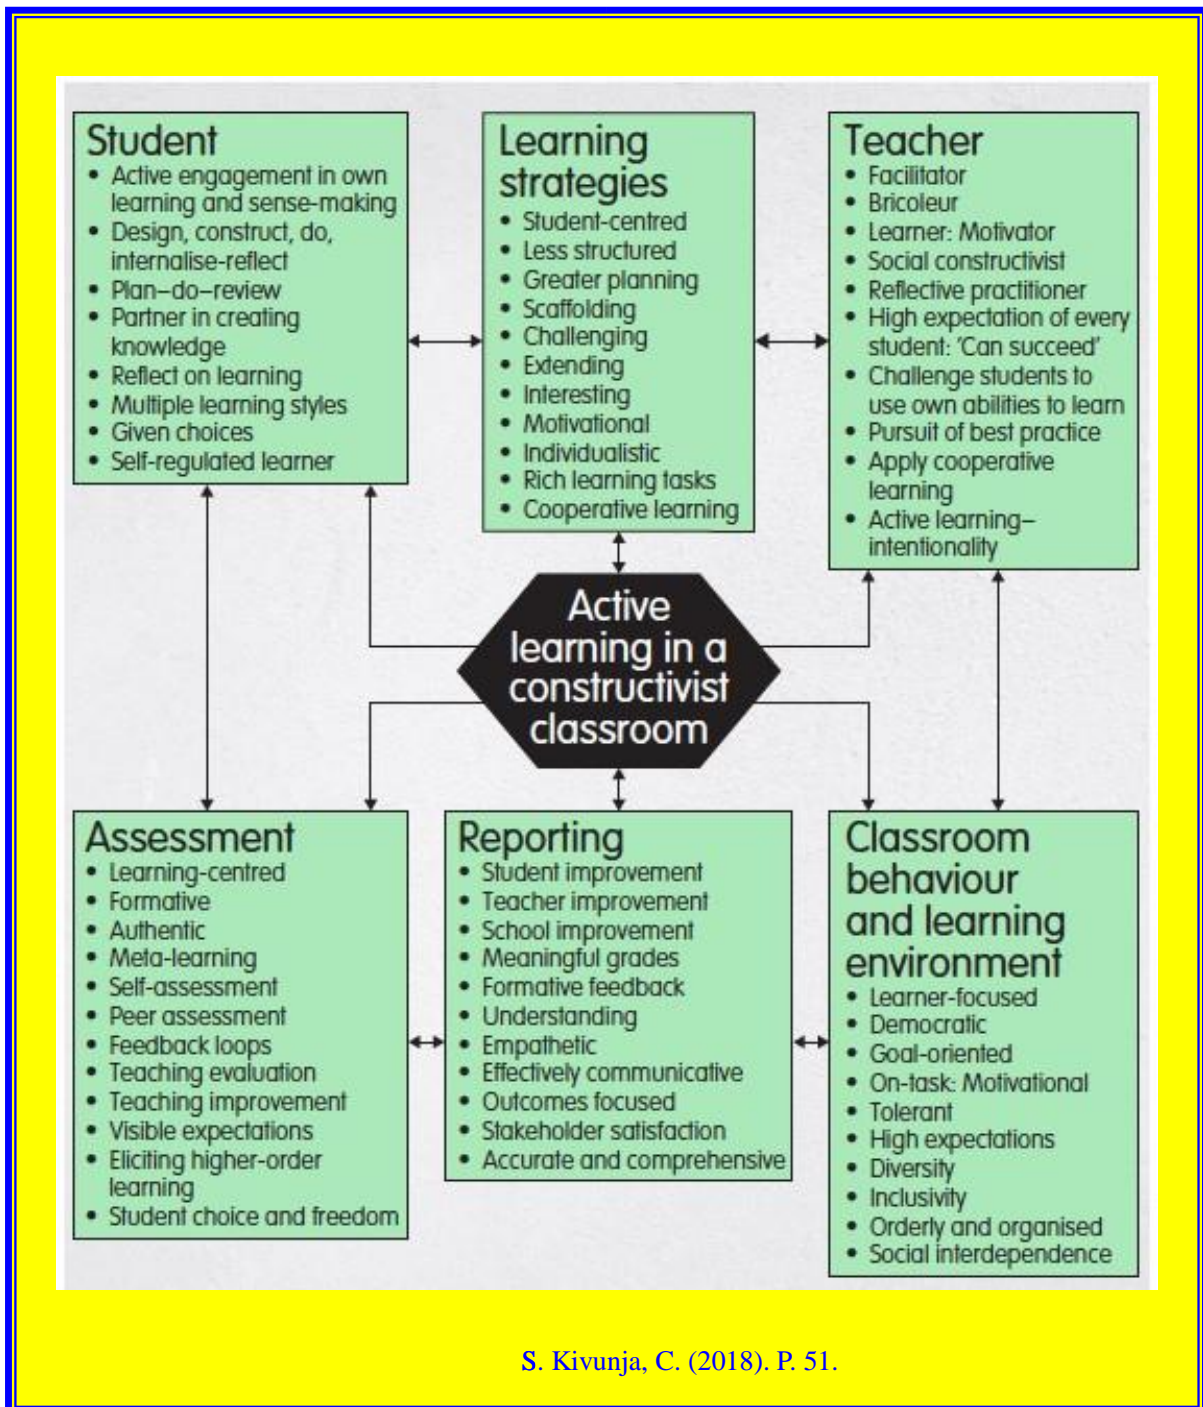 Student
• Active engagement in own
learning and sense-making
• Design, construct, do,
internalise-reflect
• Plan–do–review
• Partner in creating
knowledge
• Reflect on learning
• Multiple learning styles
• Given choices
• Self-regulated learner
Learning
strategies
• Student-centred
• Less structured
• Greater planning
• Scaffolding
• Challenging
• Extending
• Interesting
• Motivational
• Individualistic
• Rich learning tasks
• Cooperative learning
Teacher
• Facilitator
• Bricoleur
• Learner: Motivator
• Social constructivist
• Reflective practitioner
• High expectation of every
student: ‘Can succeed’
• Challenge students to
use own abilities to learn
• Pursuit of best practice
• Apply cooperative
learning
• Active learning–
intentionality
Active
learning in a
constructivist
classroom
Assessment
• Learning-centred
• Formative
• Authentic
• Meta-learning
• Self-assessment
• Peer assessment
• Feedback loops
• Teaching evaluation
• Teaching improvement
• Visible expectations
• Eliciting higher-order
learning
• Student choice and freedom
Reporting
• Student improvement
• Teacher improvement
• School improvement
• Meaningful grades
• Formative feedback
• Understanding
• Empathetic
• Effectively communicative
• Outcomes focused
• Stakeholder satisfaction
• Accurate and comprehensive
Classroom
behaviour
and learning
environment
• Learner-focused
• Democratic
• Goal-oriented
• On-task: Motivational
• Tolerant
• High expectations
• Diversity
• Inclusivity
• Orderly and organised
• Social interdependence
S. Kivunja, C. (2018). P. 51.